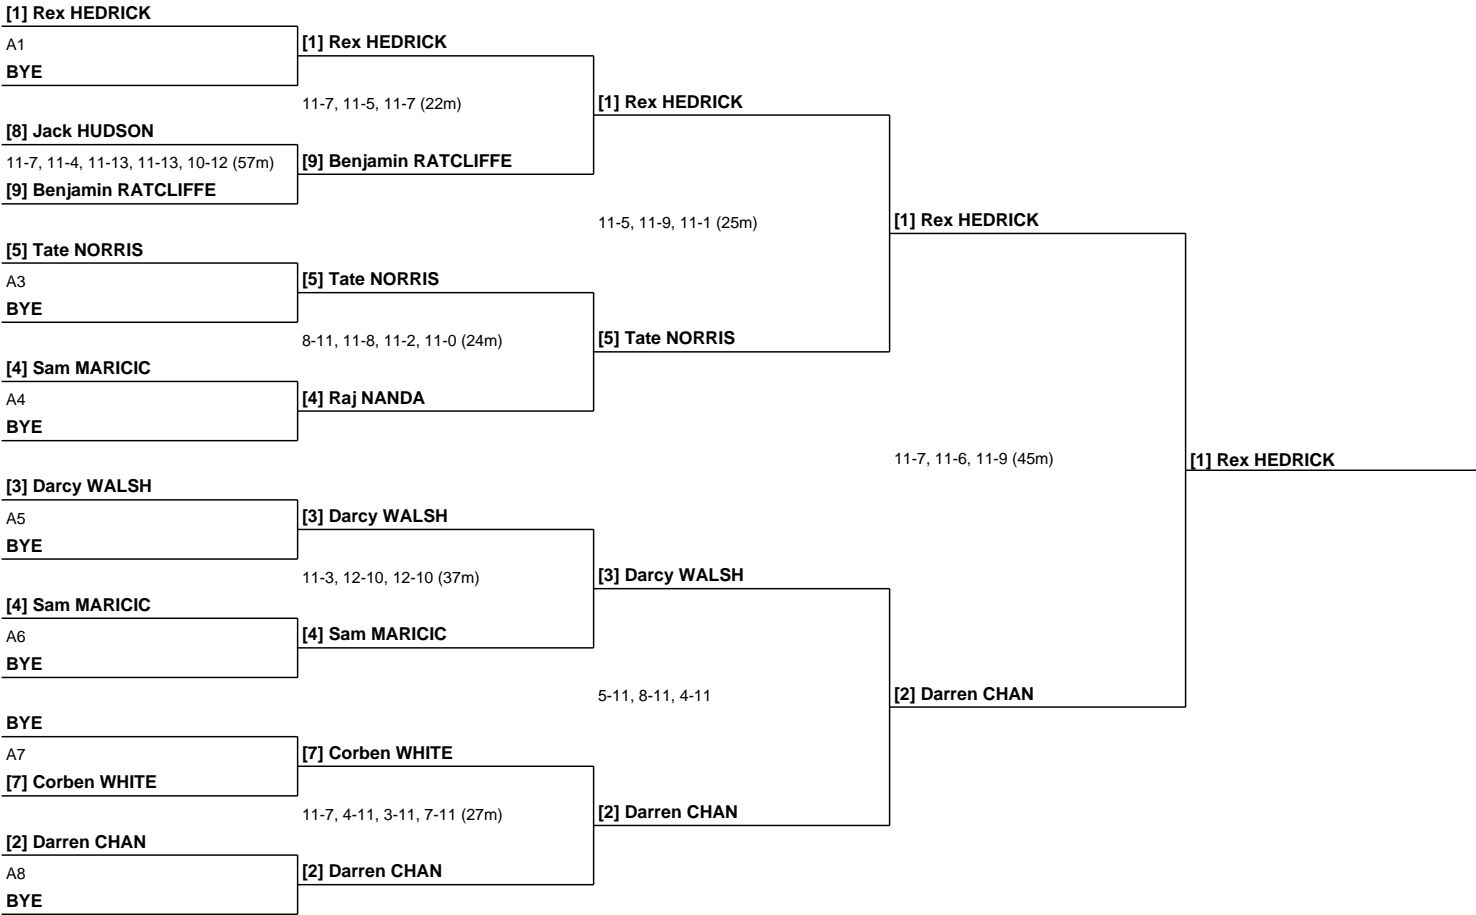 [1] Rex HEDRICK
A1
BYE
[8] Jack HUDSON
11-7, 11-4, 11-13, 11-13, 10-12 (57m)
[9] Benjamin RATCLIFFE
[5] Tate NORRIS
A3
BYE
[4] Sam MARICIC
A4
BYE
[3] Darcy WALSH
A5
BYE
[4] Sam MARICIC
A6
BYE
BYE
A7
[7] Corben WHITE
[2] Darren CHAN
A8
BYE
[1] Rex HEDRICK
11-7, 11-5, 11-7 (22m)
[9] Benjamin RATCLIFFE
[5] Tate NORRIS
8-11, 11-8, 11-2, 11-0 (24m)
[4] Raj NANDA
[3] Darcy WALSH
11-3, 12-10, 12-10 (37m)
[4] Sam MARICIC
[7] Corben WHITE
11-7, 4-11, 3-11, 7-11 (27m)
[2] Darren CHAN
[1] Rex HEDRICK
11-5, 11-9, 11-1 (25m)
[5] Tate NORRIS
[3] Darcy WALSH
5-11, 8-11, 4-11
[2] Darren CHAN
[1] Rex HEDRICK
11-7, 11-6, 11-9 (45m)
[2] Darren CHAN
[1] Rex HEDRICK